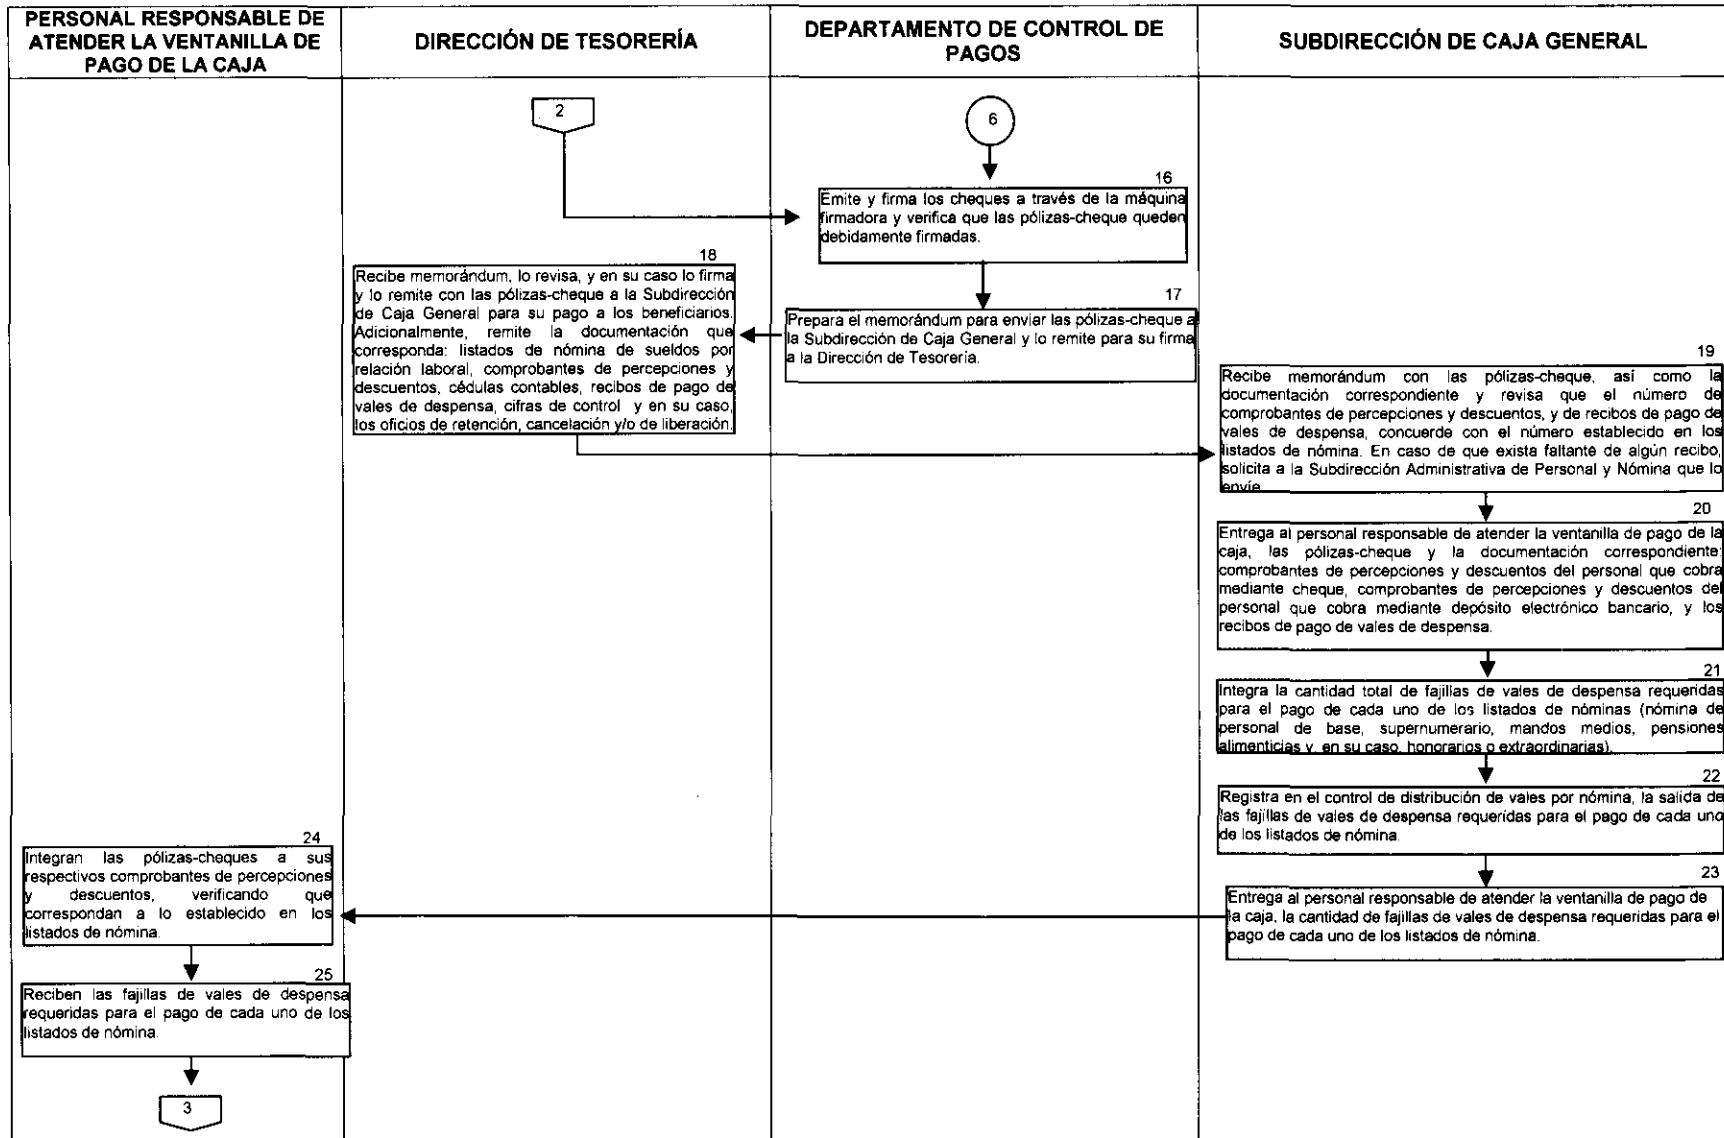 PERSONAL RESPONSABLE DE
ATENDER LA VENTANILLA DE
PAGO DE LA CAJA
DIRECCIÓN DE TESORERÍA
DEPARTAMENTO DE CONTROL DE
PAGOS
SUBDIRECCIÓN DE CAJA GENERAL
2
6
16
Emite y firma los cheques a través de la máquina
firmadora y verifica que las pólizas-cheque queden
debidamente firmadas.
17
Prepara el memorándum para enviar las pólizas-cheque a
la Subdirección de Caja General y lo remite para su firma
a la Dirección de Tesorería.
18
Recibe memorándum, lo revisa, y en su caso lo firma
y lo remite con las pólizas-cheque a la Subdirección
de Caja General para su pago a los beneficiarios.
Adicionalmente, remite la documentación que
corresponda: listados de nómina de sueldos por
relación laboral, comprobantes de percepciones y
descuentos, cédulas contables, recibos de pago de
vales de despensa, cifras de control y en su caso,
los oficios de retención, cancelación y/o de liberación.
19
Recibe memorándum con las pólizas-cheque, así como la
documentación correspondiente y revisa que el número de
comprobantes de percepciones y descuentos, y de recibos de pago de
vales de despensa, concuerde con el número establecido en los
listados de nómina. En caso de que exista faltante de algún recibo,
solicita a la Subdirección Administrativa de Personal y Nómina que lo
envíe.
20
Entrega al personal responsable de atender la ventanilla de pago de la
caja, las pólizas-cheque y la documentación correspondiente:
comprobantes de percepciones y descuentos del personal que cobra
mediante cheque, comprobantes de percepciones y descuentos del
personal que cobra mediante depósito electrónico bancario, y los
recibos de pago de vales de despensa.
21
Integra la cantidad total de fajillas de vales de despensa requeridas
para el pago de cada uno de los listados de nóminas (nómina de
personal de base, supernumerario, mandos medios, pensiones
alimenticias y, en su caso, honorarios o extraordinarias).
22
Registra en el control de distribución de vales por nómina, la salida de
las fajillas de vales de despensa requeridas para el pago de cada uno
de los listados de nómina.
23
Entrega al personal responsable de atender la ventanilla de pago de
la caja, la cantidad de fajillas de vales de despensa requeridas para el
pago de cada uno de los listados de nómina.
24
Integran las pólizas-cheques a sus
respectivos comprobantes de percepciones
y descuentos, verificando que
correspondan a lo establecido en los
listados de nómina.
25
Reciben las fajillas de vales de despensa
requeridas para el pago de cada uno de los
listados de nómina.
3